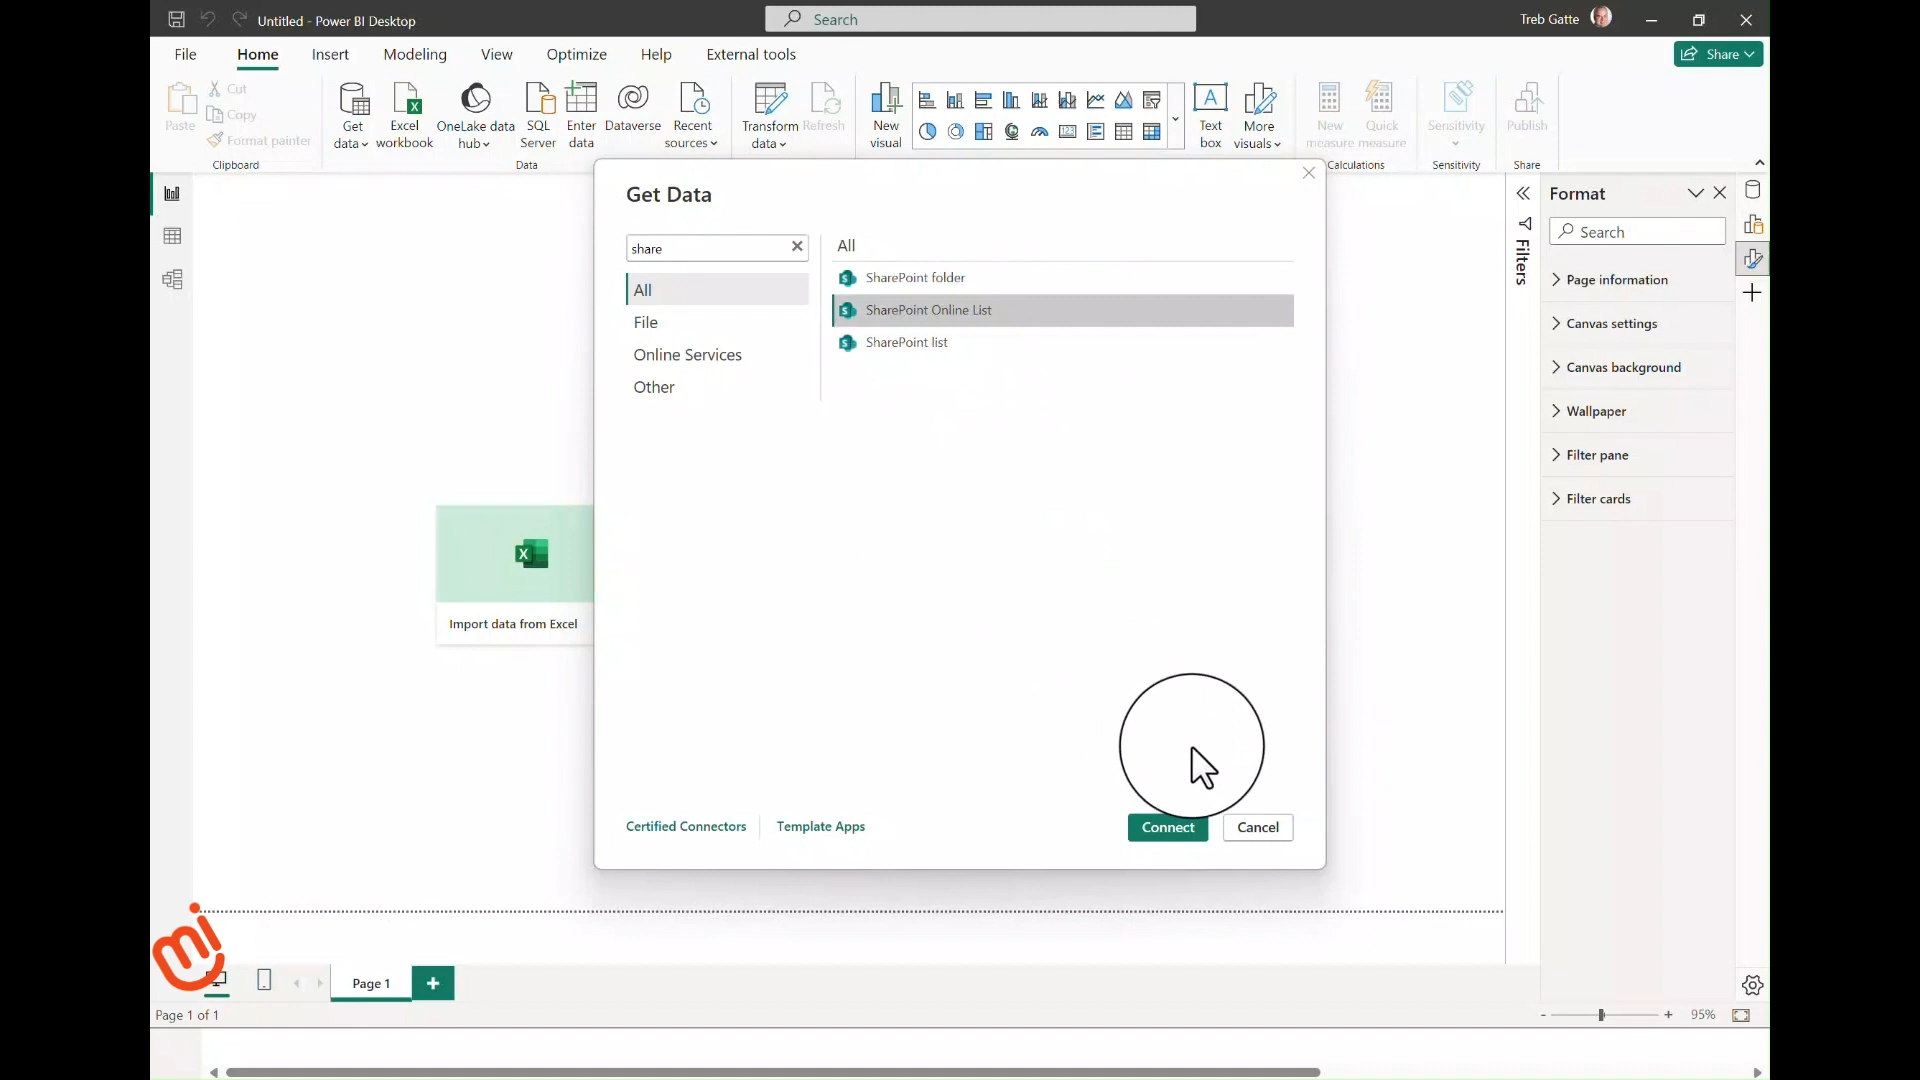 Untitled - Power BI Desktop
Search
Treb Gatte
File Home Insert Modeling View Optimize Help External tools
Share
Paste
Cut
Copy
Format painter
Clipboard
Get data
Excel workbook
OneLake data hub
SQL Server
Enter data
Dataverse
Recent sources
Data
Transform data
Refresh
New visual
Text box
More visuals
New measure
Quick measure
Calculations
Sensitivity
Sensitivity
Publish
Share
Get Data
share
All
File
Online Services
Other
All
SharePoint folder
SharePoint Online List
SharePoint list
Certified Connectors
Template Apps
Connect
Cancel
Import data from Excel
Filters
Format
Search
Page information
Canvas settings
Canvas background
Wallpaper
Filter pane
Filter cards
mi
Page 1
Page 1 of 1
- + 95%